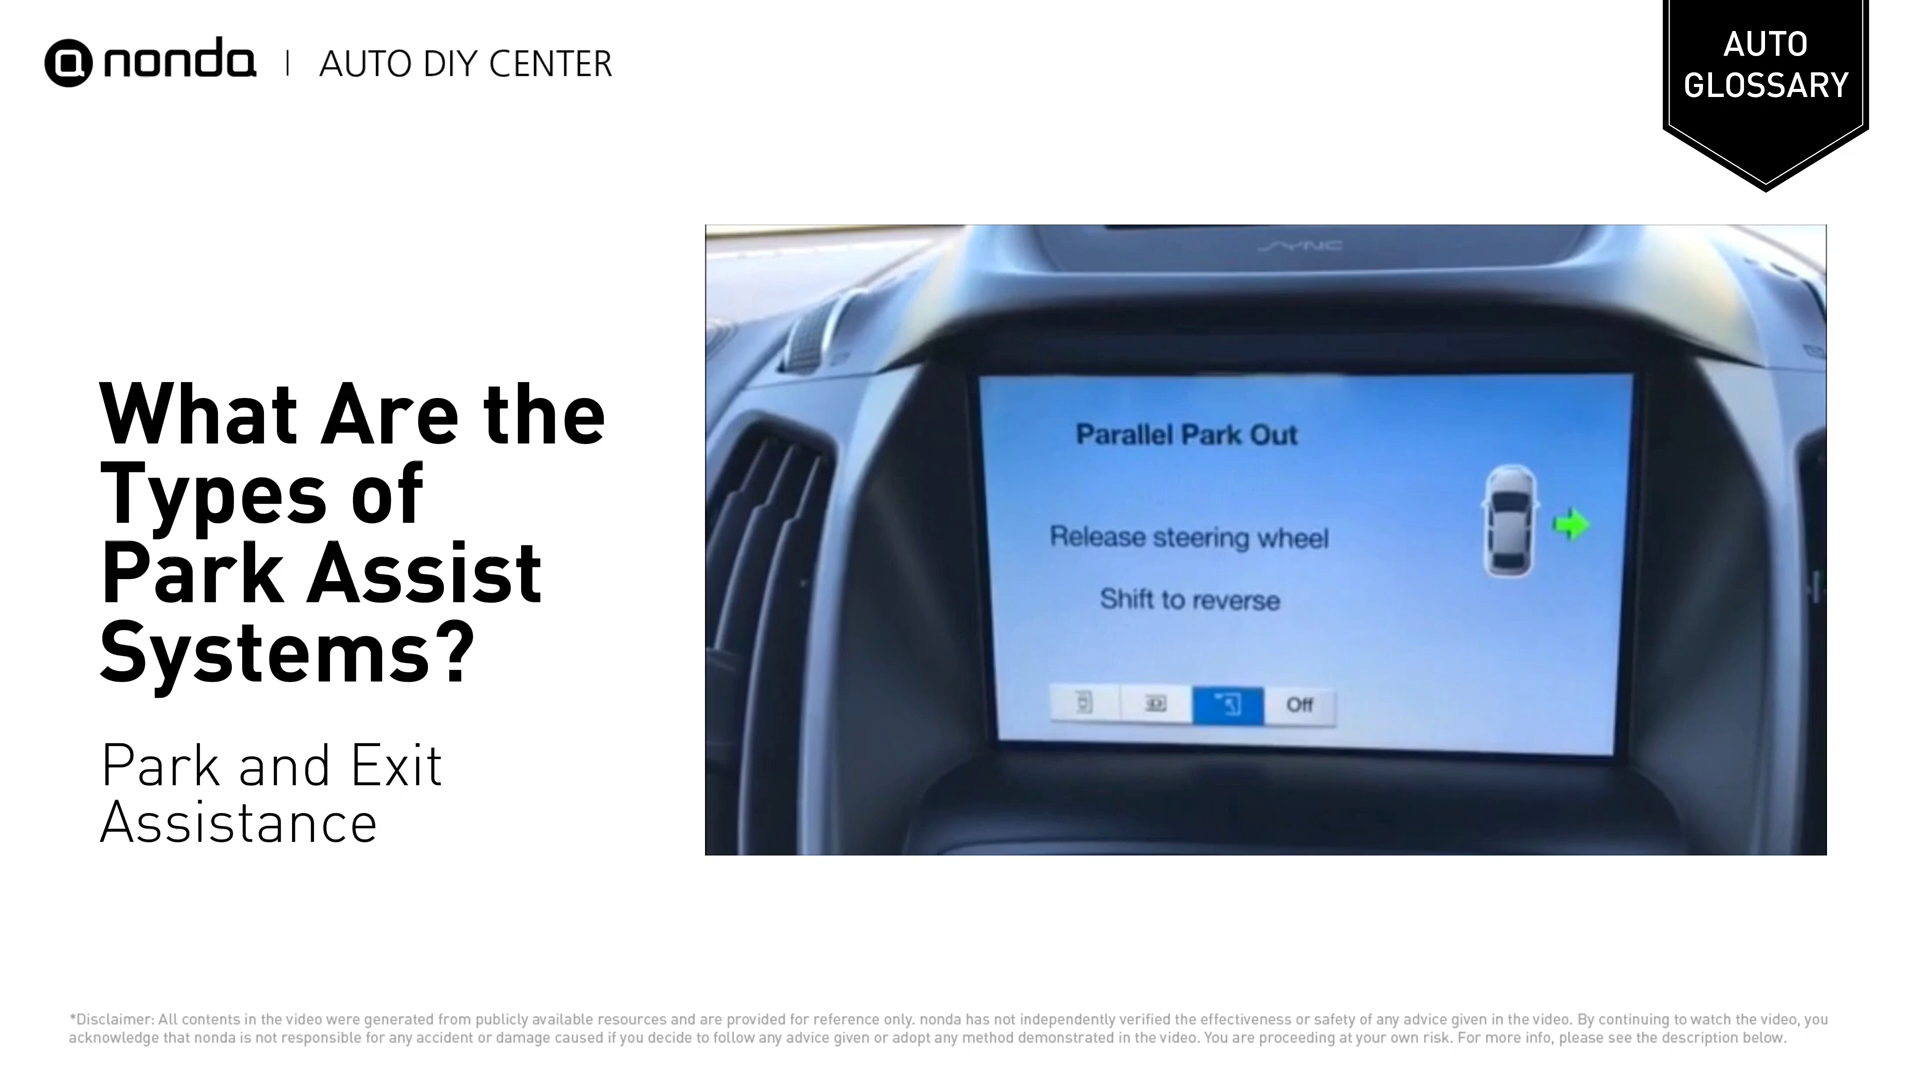 nonda | AUTO DIY CENTER
AUTO
GLOSSARY
What Are the
Types of
Park Assist
Systems?
Park and Exit
Assistance
SYNC
Parallel Park Out
Release steering wheel
Shift to reverse
Off
*Disclaimer: All contents in the video were generated from publicly available resources and are provided for reference only. nonda has not independently verified the effectiveness or safety of any advice given in the video. By continuing to watch the video, you
acknowledge that nonda is not responsible for any accident or damage caused if you decide to follow any advice given or adopt any method demonstrated in the video. You are proceeding at your own risk. For more info, please see the description below.